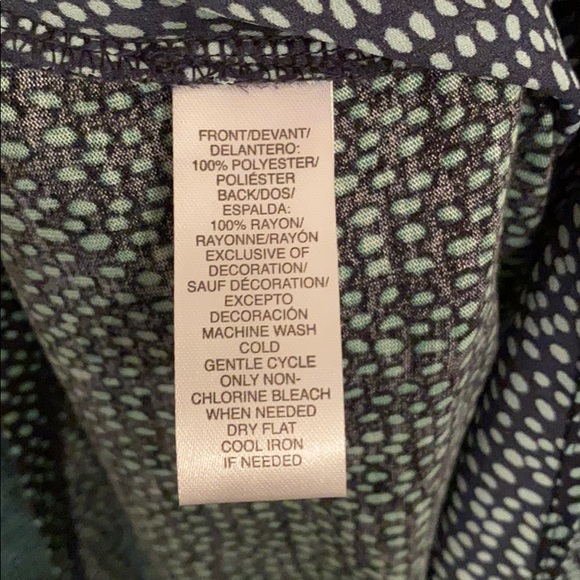 FRONT/DEVANT/
DELANTERO:
100% POLYESTER/
POLIÉSTER
BACK/DOS/
ESPALDA:
100% RAYON/
RAYONNE/RAYÓN
EXCLUSIVE OF
DECORATION/
SAUF DÉCORATION/
EXCEPTO
DECORACIÓN
MACHINE WASH
COLD
GENTLE CYCLE
ONLY NON-
CHLORINE BLEACH
WHEN NEEDED
DRY FLAT
COOL IRON
IF NEEDED